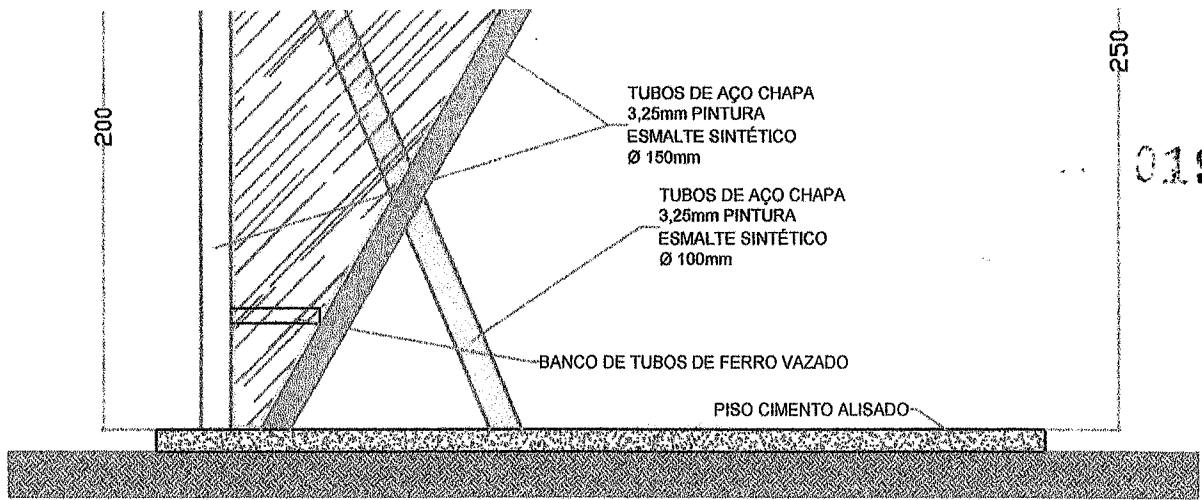 200
250
TUBOS DE AÇO CHAPA
3,25mm PINTURA
ESMALTE SINTÉTICO
Ø 150mm
TUBOS DE AÇO CHAPA
3,25mm PINTURA
ESMALTE SINTÉTICO
Ø 100mm
BANCO DE TUBOS DE FERRO VAZADO
PISO CIMENTO ALISADO